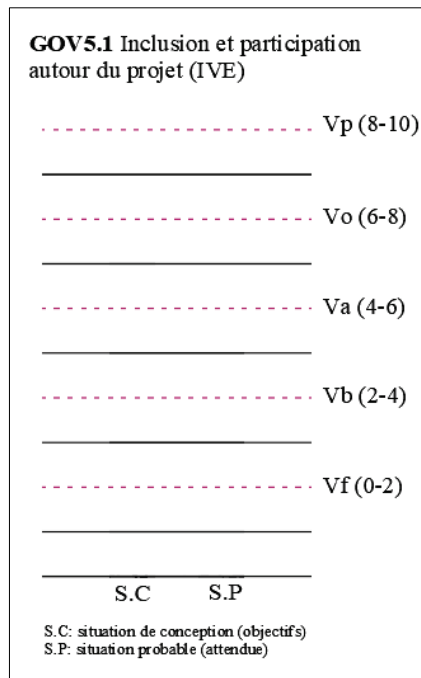 GOV5.1 Inclusion et participation
autour du projet (IVE)
Vp (8-10)
Vo (6-8)
Va (4-6)
Vb (2-4)
Vf (0-2)
S.C S.P
S.C: situation de conception (objectifs)
S.P: situation probable (attendue)